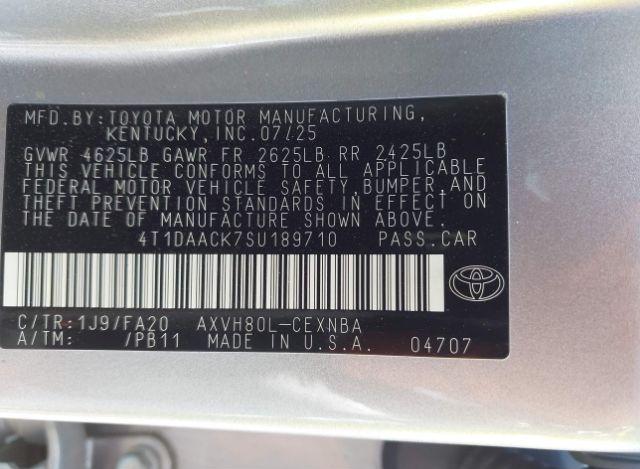 MFD.BY:TOYOTA MOTOR MANUFACTURING,
KENTUCKY,INC.07/25
GVWR 4625LB GAWR FR 2625LB RR 2425LB
THIS VEHICLE CONFORMS TO ALL APPLICABLE
FEDERAL MOTOR VEHICLE SAFETY,BUMPER,AND
THEFT PREVENTION STANDARDS IN EFFECT ON
THE DATE OF MANUFACTURE SHOWN ABOVE.
4T1DAACK7SU189710 PASS.CAR
C/TR:1J9/FA20 AXVH80L-CEXNBA
A/TM: /PB11 MADE IN U.S.A. 04707